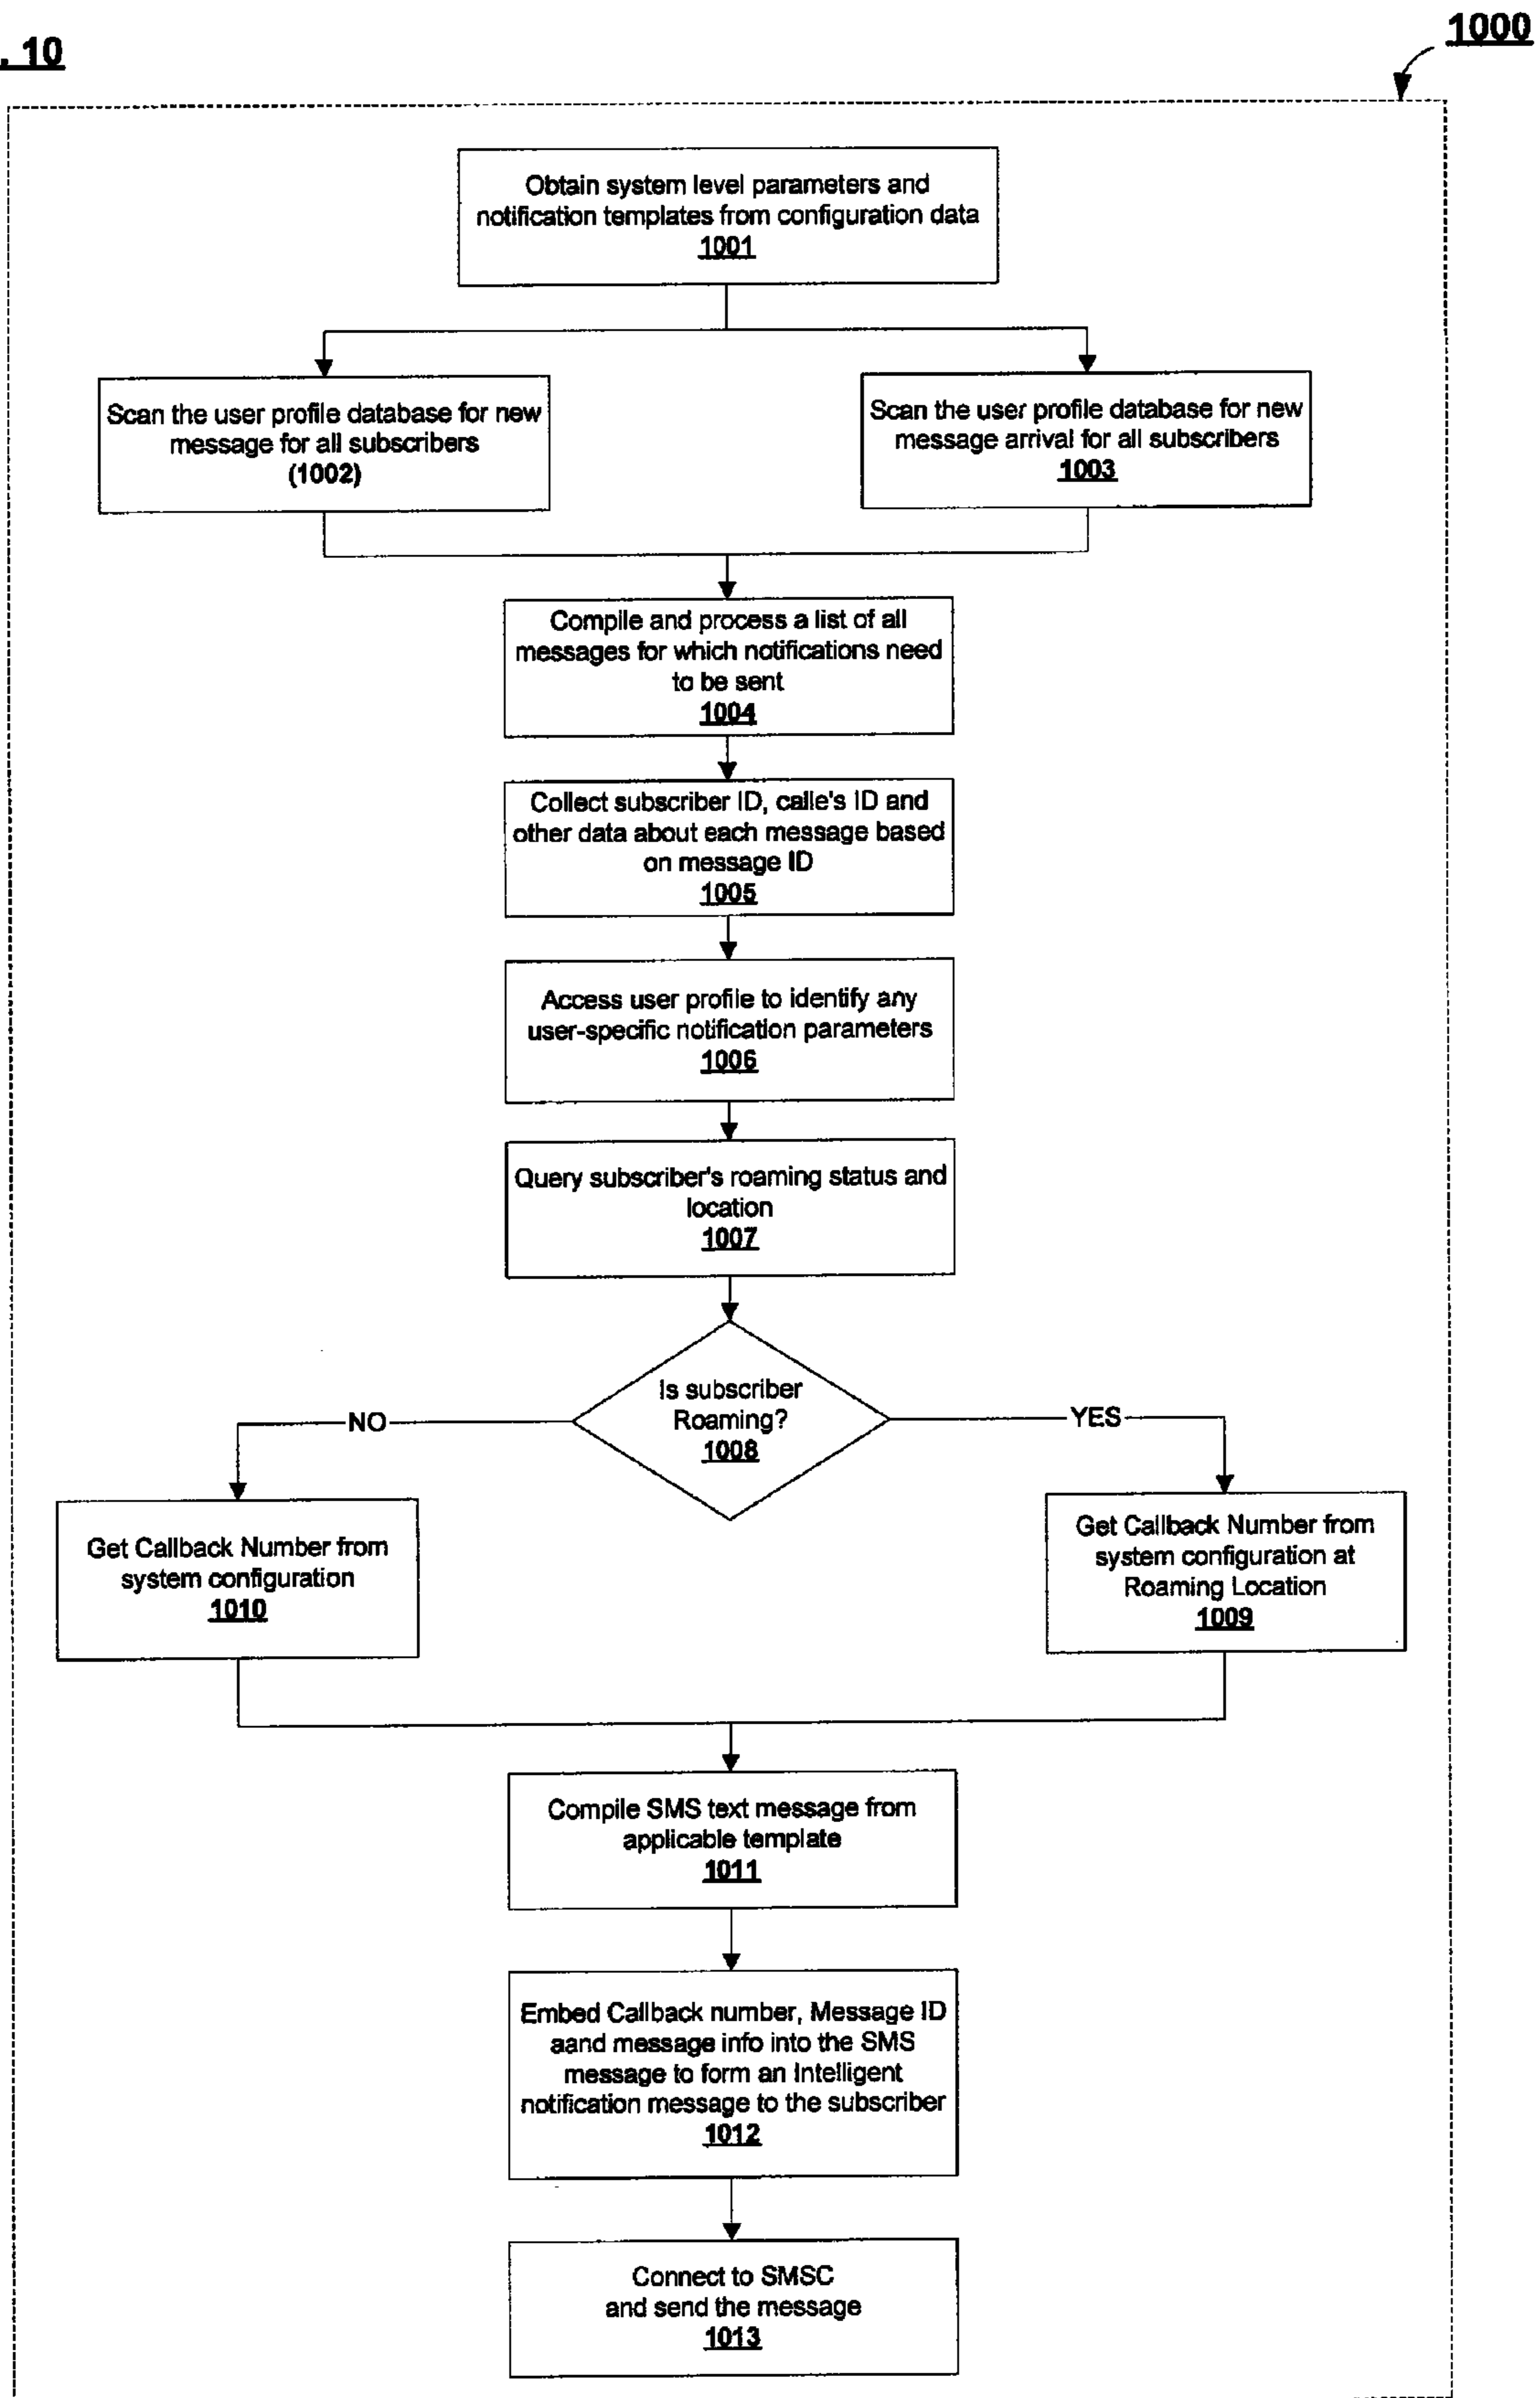 . 10
1000
Obtain system level parameters and
notification templates from configuration data
1001
Scan the user profile database for new
message for all subscribers
(1002)
Scan the user profile database for new
message arrival for all subscribers
1003
Compile and process a list of all
messages for which notifications need
to be sent
1004
Collect subscriber ID, calle's ID and
other data about each message based
on message ID
1005
Access user profile to identify any
user-specific notification parameters
1006
Query subscriber's roaming status and
location
1007
Is subscriber
Roaming?
1008
NO
YES
Get Callback Number from
system configuration
1010
Get Callback Number from
system configuration at
Roaming Location
1009
Compile SMS text message from
applicable template
1011
Embed Callback number, Message ID
aand message info into the SMS
message to form an Intelligent
notification message to the subscriber
1012
Connect to SMSC
and send the message
1013